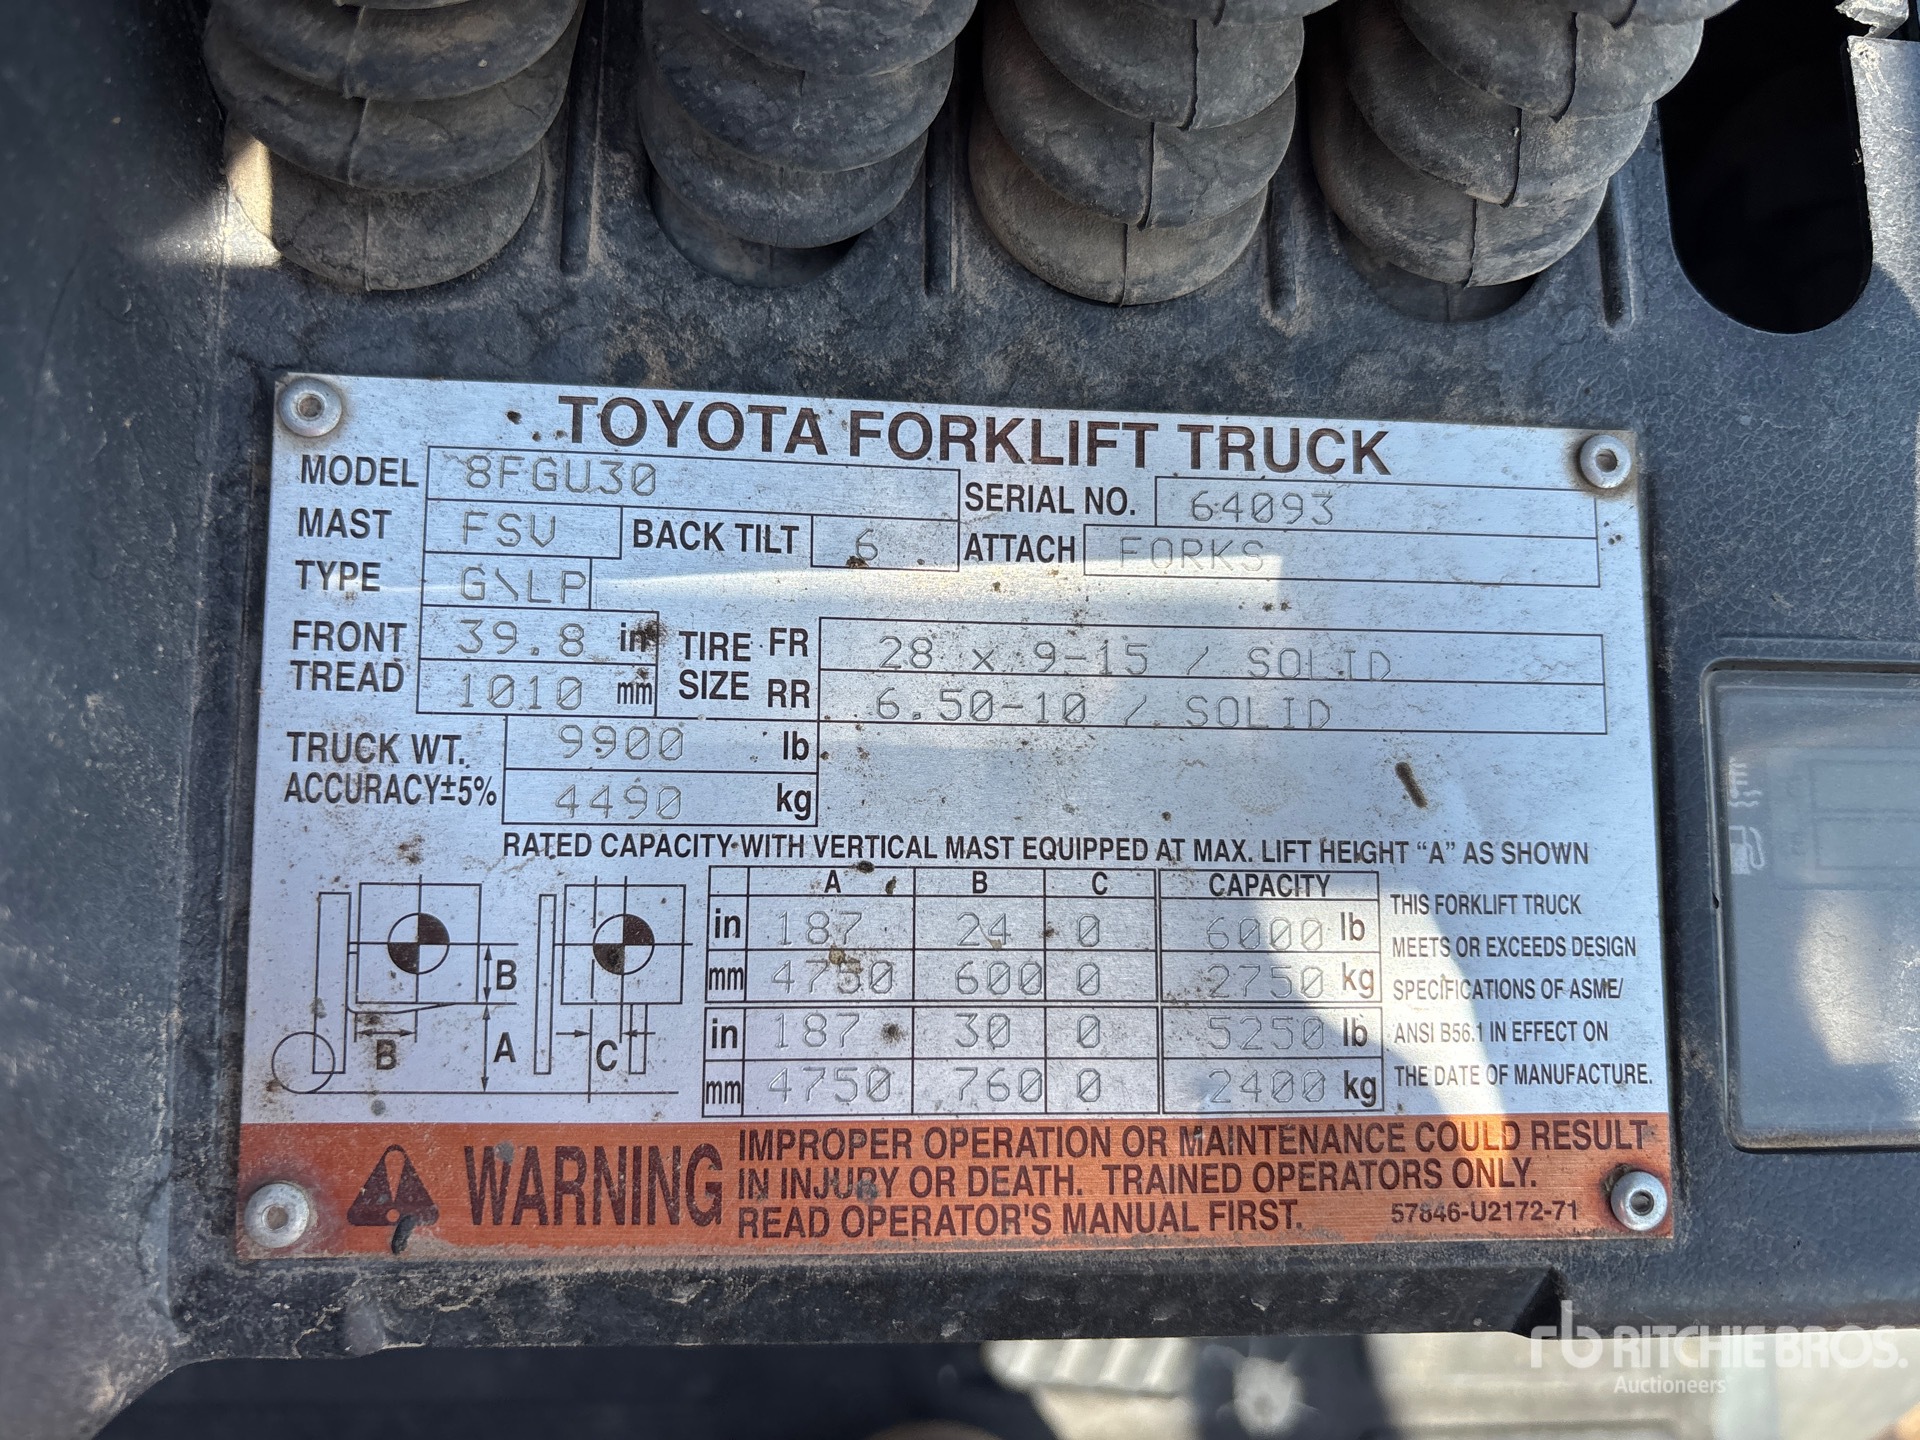 TOYOTA FORKLIFT TRUCK
MODEL 8FGU30 SERIAL NO. 64093
MAST FSV BACK TILT 6 ATTACH FORKS
TYPE G\LP
FRONT TREAD 39.8 in TIRE SIZE FR 28 x 9-15 / SOLID
1010 mm RR 6.50-10 / SOLID
TRUCK WT. 9900 lb
ACCURACY±5% 4490 kg
RATED CAPACITY WITH VERTICAL MAST EQUIPPED AT MAX. LIFT HEIGHT “A” AS SHOWN
A B C CAPACITY
in 187 24 0 6000 lb
mm 4750 600 0 2750 kg
in 187 30 0 5250 lb
mm 4750 760 0 2400 kg
B
B A C
THIS FORKLIFT TRUCK
MEETS OR EXCEEDS DESIGN
SPECIFICATIONS OF ASME/
ANSI B56.1 IN EFFECT ON
THE DATE OF MANUFACTURE.
WARNING
IMPROPER OPERATION OR MAINTENANCE COULD RESULT
IN INJURY OR DEATH. TRAINED OPERATORS ONLY.
READ OPERATOR'S MANUAL FIRST. 57846-U2172-71
rb RITCHIE BROS.
Auctioneers